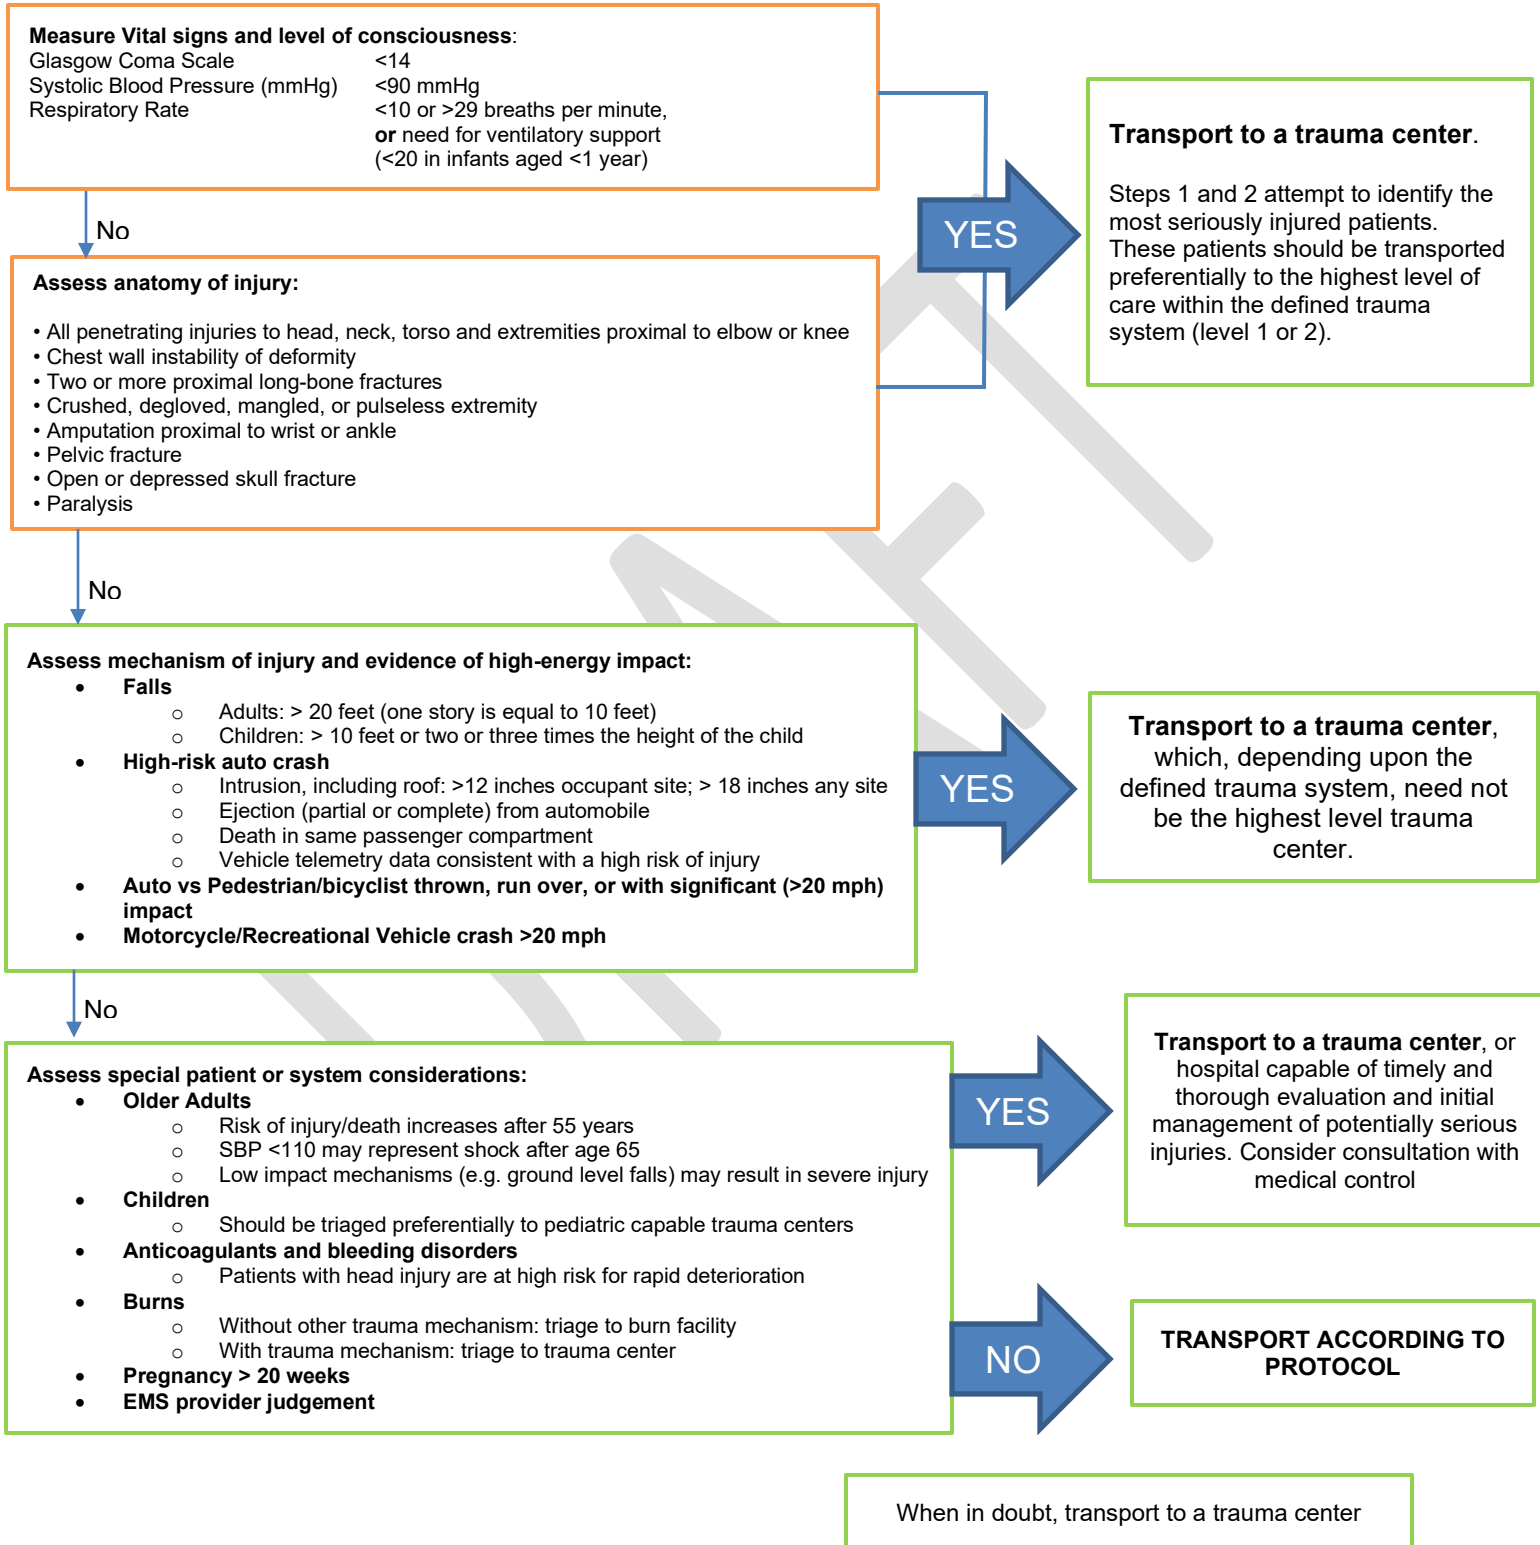 Measure Vital signs and level of consciousness:
Glasgow Coma Scale <14
Systolic Blood Pressure (mmHg) <90 mmHg
Respiratory Rate <10 or >29 breaths per minute,
or need for ventilatory support
(<20 in infants aged <1 year)
YES
Transport to a trauma center.
Steps 1 and 2 attempt to identify the
most seriously injured patients.
These patients should be transported
preferentially to the highest level of
care within the defined trauma
system (level 1 or 2).
No
Assess anatomy of injury:
• All penetrating injuries to head, neck, torso and extremities proximal to elbow or knee
• Chest wall instability of deformity
• Two or more proximal long-bone fractures
• Crushed, degloved, mangled, or pulseless extremity
• Amputation proximal to wrist or ankle
• Pelvic fracture
• Open or depressed skull fracture
• Paralysis
No
Assess mechanism of injury and evidence of high-energy impact:
• Falls
o Adults: > 20 feet (one story is equal to 10 feet)
o Children: > 10 feet or two or three times the height of the child
• High-risk auto crash
o Intrusion, including roof: >12 inches occupant site; > 18 inches any site
o Ejection (partial or complete) from automobile
o Death in same passenger compartment
o Vehicle telemetry data consistent with a high risk of injury
• Auto vs Pedestrian/bicyclist thrown, run over, or with significant (>20 mph)
impact
• Motorcycle/Recreational Vehicle crash >20 mph
YES
Transport to a trauma center,
which, depending upon the
defined trauma system, need not
be the highest level trauma
center.
No
Assess special patient or system considerations:
• Older Adults
o Risk of injury/death increases after 55 years
o SBP <110 may represent shock after age 65
o Low impact mechanisms (e.g. ground level falls) may result in severe injury
• Children
o Should be triaged preferentially to pediatric capable trauma centers
• Anticoagulants and bleeding disorders
o Patients with head injury are at high risk for rapid deterioration
• Burns
o Without other trauma mechanism: triage to burn facility
o With trauma mechanism: triage to trauma center
• Pregnancy > 20 weeks
• EMS provider judgement
YES
Transport to a trauma center, or
hospital capable of timely and
thorough evaluation and initial
management of potentially serious
injuries. Consider consultation with
medical control
NO
TRANSPORT ACCORDING TO
PROTOCOL
When in doubt, transport to a trauma center
DRAFT